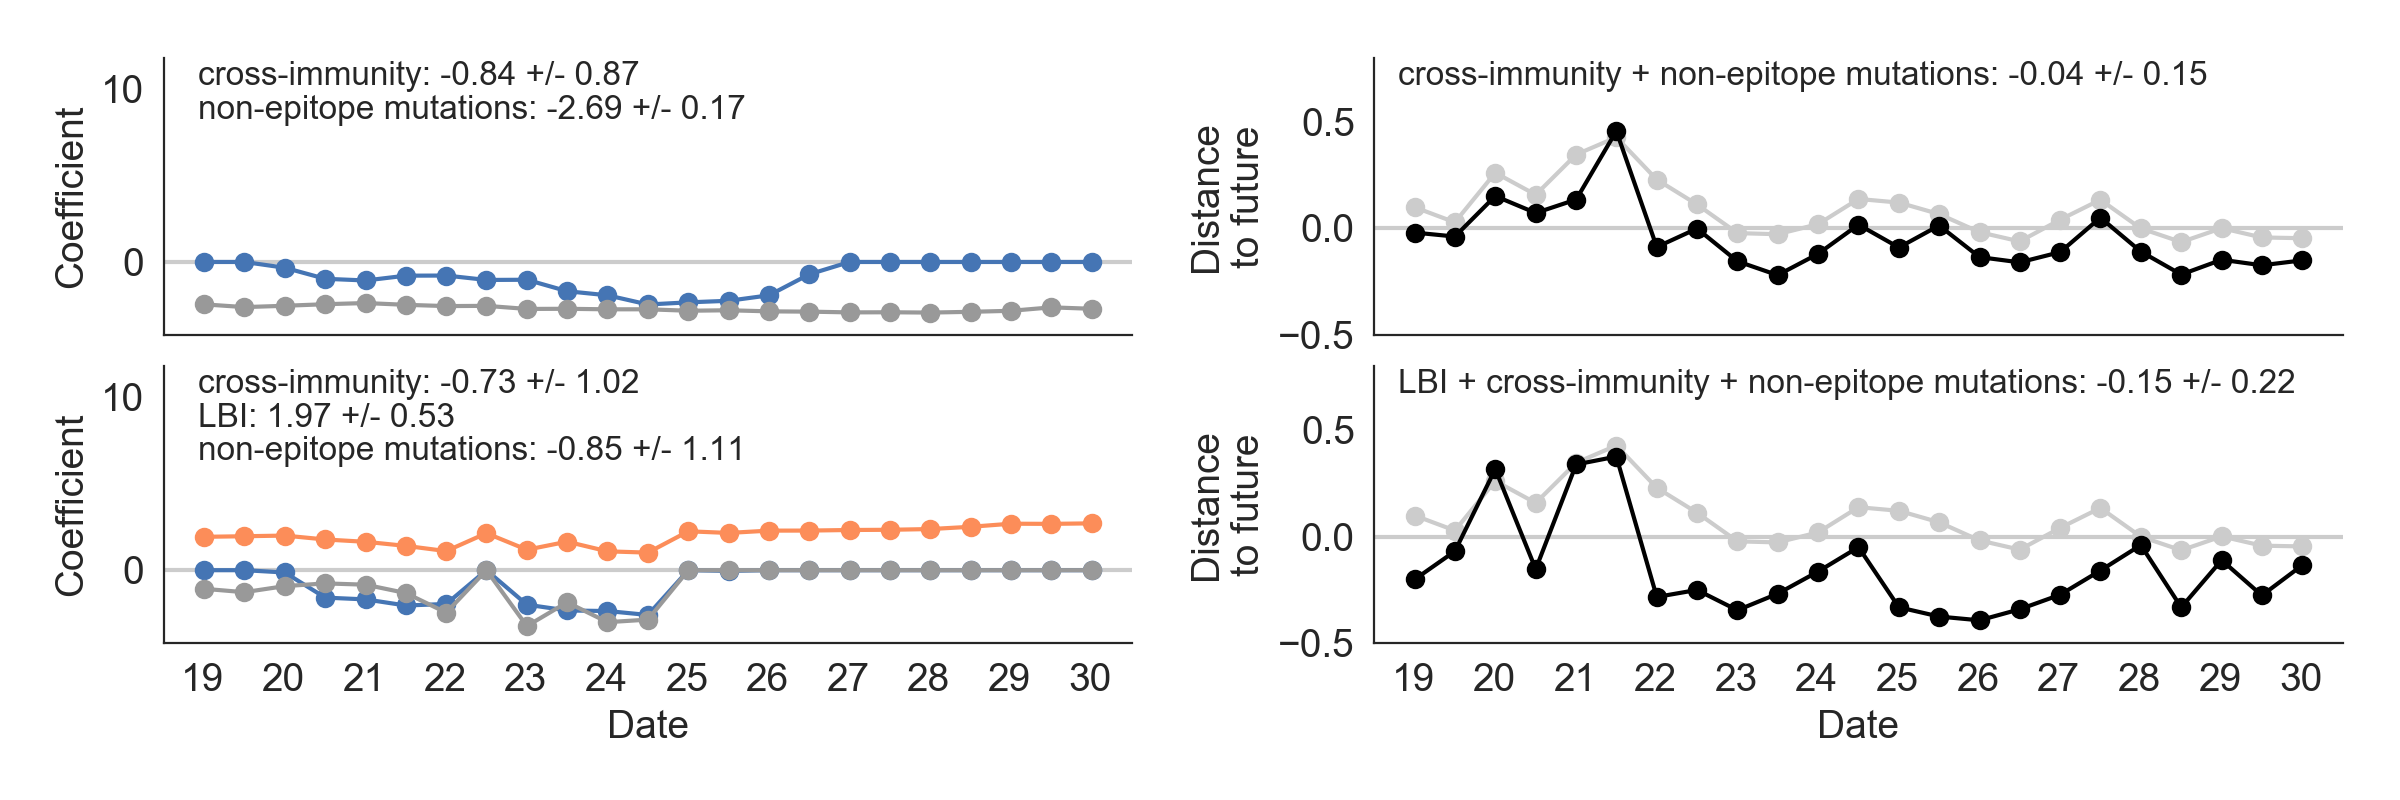 cross-immunity: -0.84 +/- 0.87
non-epitope mutations: -2.69 +/- 0.17
10
0
Coefficient
cross-immunity + non-epitope mutations: -0.04 +/- 0.15
0.5
0.0
−0.5
Distance
to future
cross-immunity: -0.73 +/- 1.02
LBI: 1.97 +/- 0.53
non-epitope mutations: -0.85 +/- 1.11
10
0
Coefficient
19 20 21 22 23 24 25 26 27 28 29 30
Date
LBI + cross-immunity + non-epitope mutations: -0.15 +/- 0.22
0.5
0.0
−0.5
Distance
to future
19 20 21 22 23 24 25 26 27 28 29 30
Date